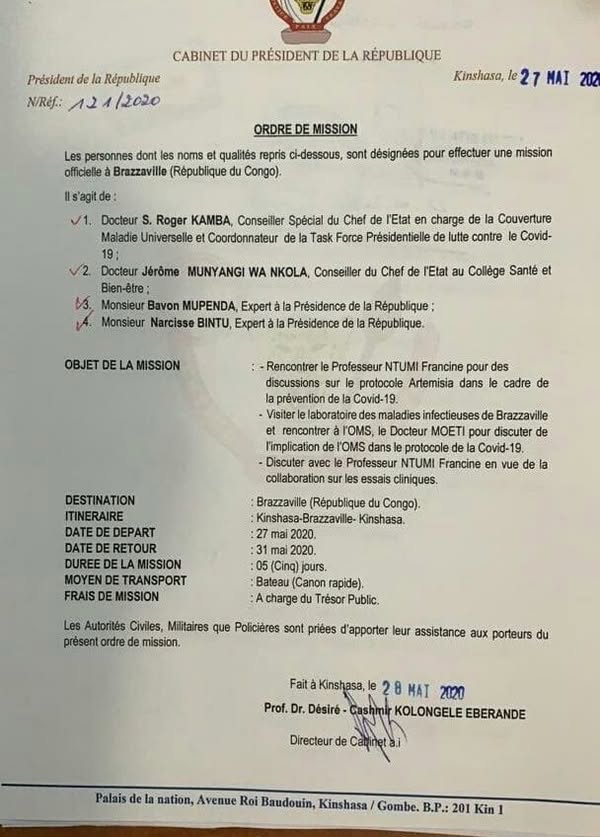 PAIX
CABINET DU PRÉSIDENT DE LA RÉPUBLIQUE
Président de la République
Kinshasa, le 27 MAI 202
N/Réf.: 121/2020
ORDRE DE MISSION
Les personnes dont les noms et qualités repris ci-dessous, sont désignées pour effectuer une mission
officielle à Brazzaville (République du Congo).
Il s'agit de :
1. Docteur S. Roger KAMBA, Conseiller Spécial du Chef de l'Etat en charge de la Couverture
Maladie Universelle et Coordonnateur de la Task Force Présidentielle de lutte contre le Covid-
19 ;
2. Docteur Jérôme MUNYANGI WA NKOLA, Conseiller du Chef de l'Etat au Collège Santé et
Bien-être ;
3. Monsieur Bavon MUPENDA, Expert à la Présidence de la République ;
4. Monsieur Narcisse BINTU, Expert à la Présidence de la République.
OBJET DE LA MISSION : - Rencontrer le Professeur NTUMI Francine pour des
discussions sur le protocole Artemisia dans le cadre de
la prévention de la Covid-19.
- Visiter le laboratoire des maladies infectieuses de Brazzaville
et rencontrer à l'OMS, le Docteur MOETI pour discuter de
l'implication de l'OMS dans le protocole de la Covid-19.
- Discuter avec le Professeur NTUMI Francine en vue de la
collaboration sur les essais cliniques.
DESTINATION : Brazzaville (République du Congo).
ITINERAIRE : Kinshasa-Brazzaville- Kinshasa.
DATE DE DEPART : 27 mai 2020.
DATE DE RETOUR : 31 mai 2020.
DUREE DE LA MISSION : 05 (Cinq) jours.
MOYEN DE TRANSPORT : Bateau (Canon rapide).
FRAIS DE MISSION : A charge du Trésor Public.
Les Autorités Civiles, Militaires que Policières sont priées d'apporter leur assistance aux porteurs du
présent ordre de mission.
Fait à Kinshasa, le 28 MAI 2020
Prof. Dr. Désiré - Cashmir KOLONGELE EBERANDE
Directeur de Cabinet a.i
Palais de la nation, Avenue Roi Baudouin, Kinshasa / Gombe. B.P.: 201 Kin 1